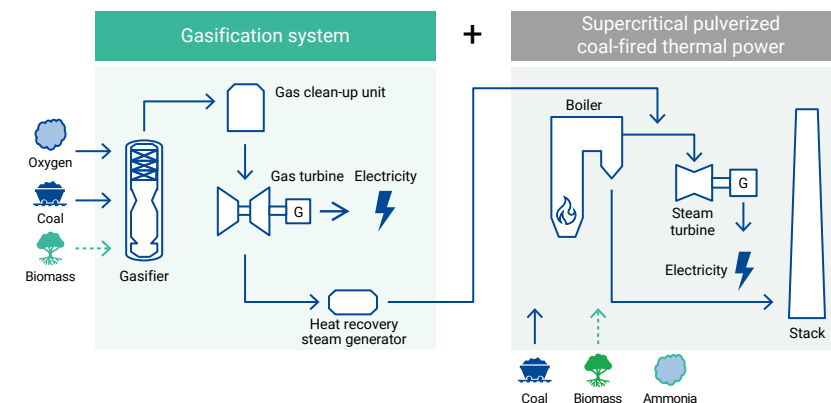 Gasification system
+
Supercritical pulverized
coal-fired thermal power
Gas clean-up unit
Boiler
Oxygen
Gas turbine
Electricity
G
G
Coal
Steam
turbine
Biomass
Gasifier
Electricity
Heat recovery
steam generator
Stack
Coal
Biomass
Ammonia